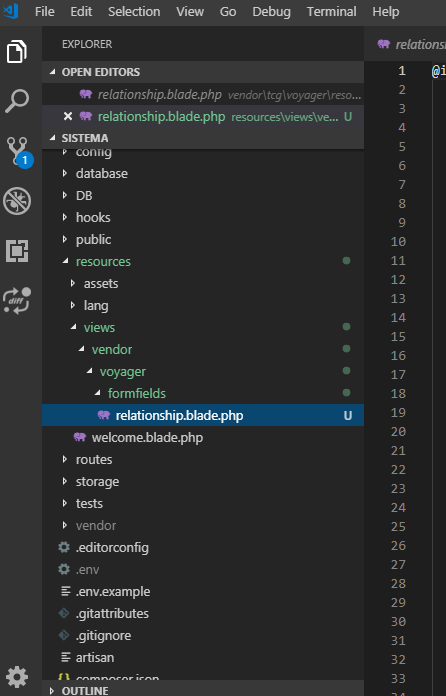 File Edit Selection View Go Debug Terminal Help
EXPLORER
OPEN EDITORS
relationship.blade.php vendor\tcg\voyager\reso...
relationship.blade.php resources\views\ve... U
SISTEMA
config
database
DB
hooks
public
resources
assets
lang
views
vendor
voyager
formfields
relationship.blade.php U
welcome.blade.php
routes
storage
tests
vendor
.editorconfig
.env
.env.example
.gitattributes
.gitignore
artisan
composer.json
OUTLINE
1
diff
relationsl
1 @i
2
3
4
5
6
7
8
9
10
11
12
13
14
15
16
17
18
19
20
21
22
23
24
25
26
27
28
29
30
31
32
33
34